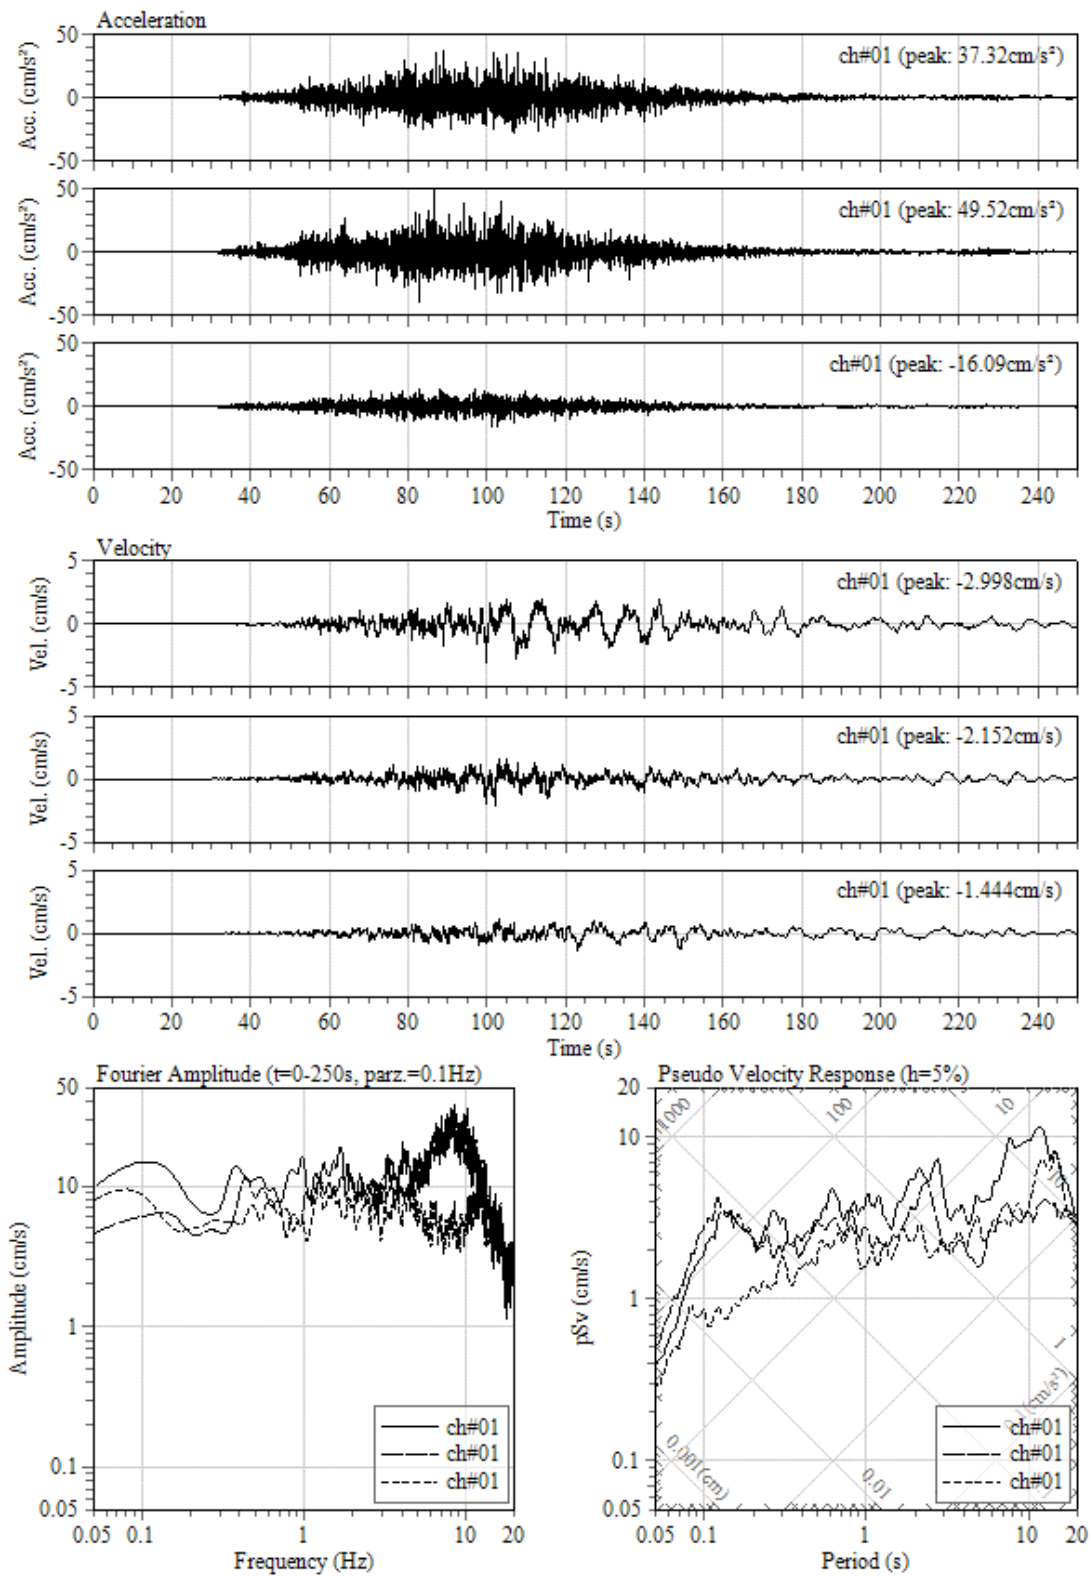 Acceleration
50
0
-50
Acc. (cm/s²)
ch#01 (peak: 37.32cm/s²)
50
0
-50
Acc. (cm/s²)
ch#01 (peak: 49.52cm/s²)
50
0
-50
Acc. (cm/s²)
ch#01 (peak: -16.09cm/s²)
0 20 40 60 80 100 120 140 160 180 200 220 240
Time (s)
Velocity
5
0
-5
Vel. (cm/s)
ch#01 (peak: -2.998cm/s)
5
0
-5
Vel. (cm/s)
ch#01 (peak: -2.152cm/s)
5
0
-5
Vel. (cm/s)
ch#01 (peak: -1.444cm/s)
0 20 40 60 80 100 120 140 160 180 200 220 240
Time (s)
Fourier Amplitude (t=0-250s, parz.=0.1Hz)
50
10
1
0.1
0.05
Amplitude (cm/s)
ch#01
ch#01
ch#01
0.05 0.1 1 10 20
Frequency (Hz)
Pseudo Velocity Response (h=5%)
20
10
1
0.1
0.05
pSv (cm/s)
1000
100
10
10
1
0.1(cm/s²)
0.001(cm)
0.01
ch#01
ch#01
ch#01
0.05 0.1 1 10 20
Period (s)